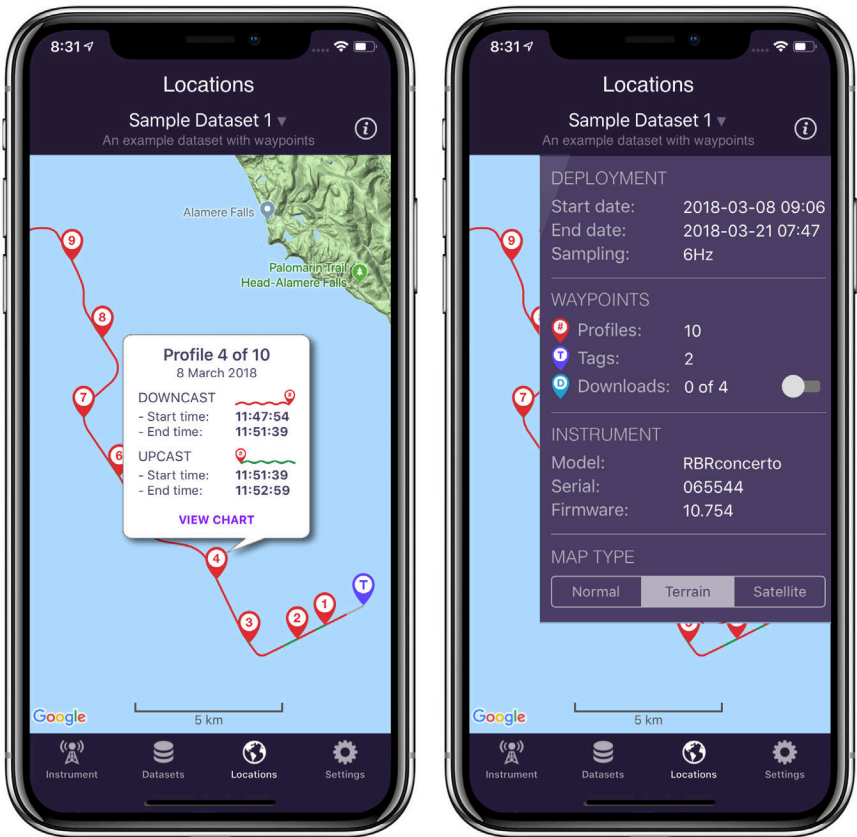 8:31
Locations
Sample Dataset 1 ▾
An example dataset with waypoints
i
Alamere Falls
Palomarin Trail
Head-Alamere Falls
9
8
7
6
Profile 4 of 10
8 March 2018
DOWNCAST #
- Start time: 11:47:54
- End time: 11:51:39
UPCAST #
- Start time: 11:51:39
- End time: 11:52:59
VIEW CHART
4
T
3
2
1
Google
5 km
Instrument Datasets Locations Settings
8:31
Locations
Sample Dataset 1 ▾
An example dataset with waypoints
i
9
7
DEPLOYMENT
Start date: 2018-03-08 09:06
End date: 2018-03-21 07:47
Sampling: 6Hz
WAYPOINTS
# Profiles: 10
T Tags: 2
D Downloads: 0 of 4
INSTRUMENT
Model: RBRconcerto
Serial: 065544
Firmware: 10.754
MAP TYPE
Normal Terrain Satellite
Google
5 km
Instrument Datasets Locations Settings